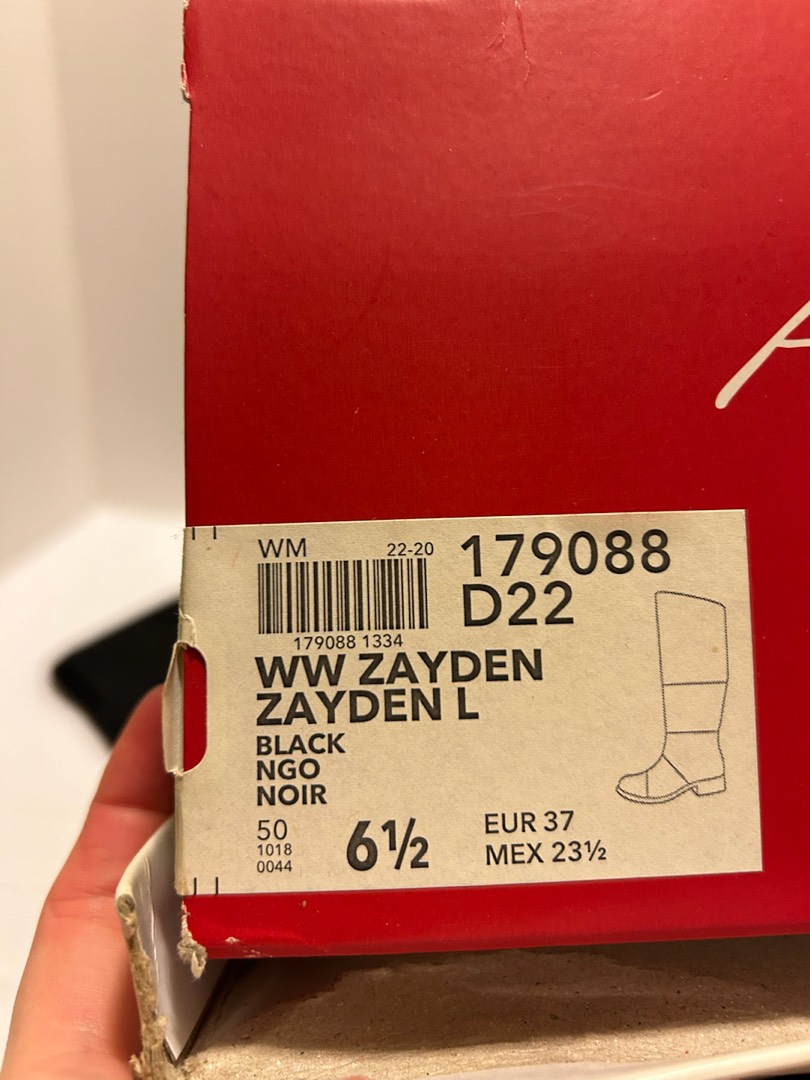 WM 22-20
179088 1334
179088
D22
WW ZAYDEN
ZAYDEN L
BLACK
NGO
NOIR
50
1018
0044
6½
EUR 37
MEX 23½